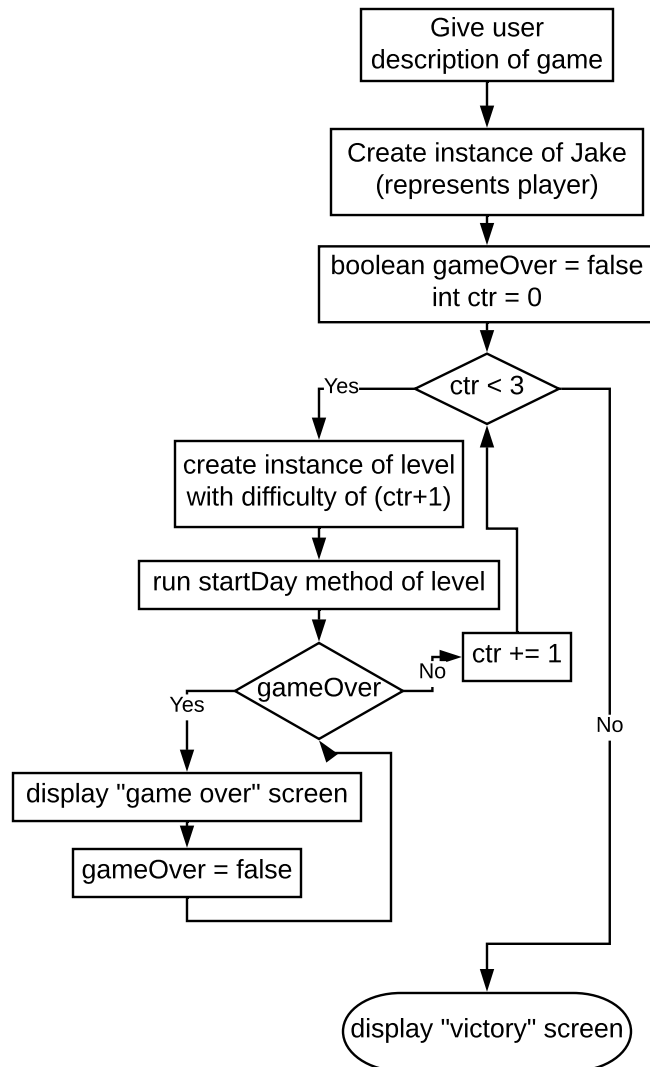 Give user
description of game
Create instance of Jake
(represents player)
boolean gameOver = false
int ctr = 0
ctr < 3
Yes
create instance of level
with difficulty of (ctr+1)
run startDay method of level
gameOver
No
ctr += 1
Yes
No
display "game over" screen
gameOver = false
display "victory" screen